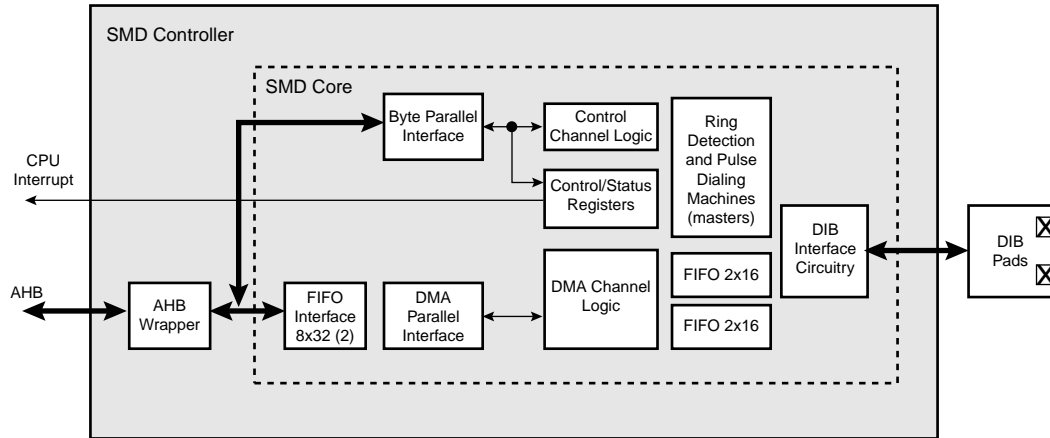 SMD Controller
SMD Core
Byte Parallel
Interface
Control
Channel Logic
Ring
Detection
and Pulse
Dialing
Machines
(masters)
CPU
Interrupt
Control/Status
Registers
DIB
Interface
Circuitry
DIB
Pads
AHB
AHB
Wrapper
FIFO
Interface
8x32 (2)
DMA
Parallel
Interface
DMA Channel
Logic
FIFO 2x16
FIFO 2x16